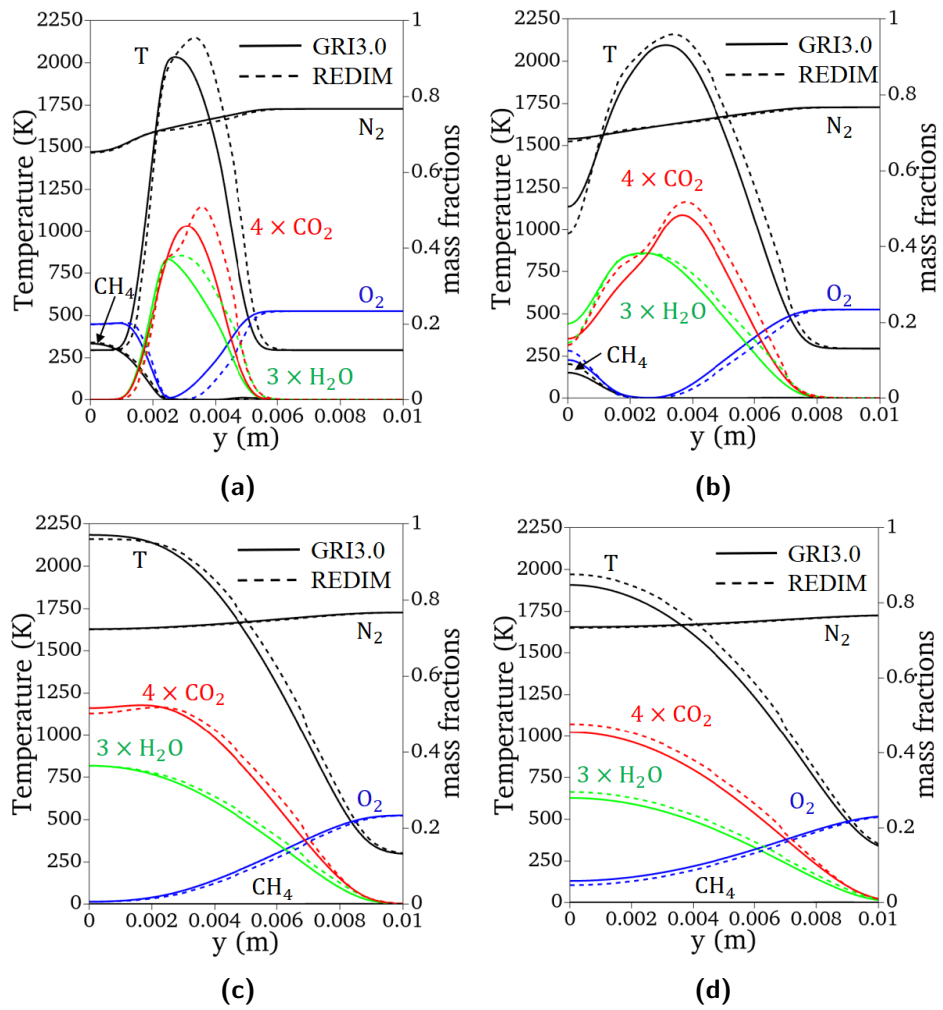 2250
2000
1750
1500
1250
1000
750
500
250
0
Temperature (K)
T
GRI3.0
REDIM
N₂
4 × CO₂
CH₄
O₂
3 × H₂O
1
0.8
0.6
0.4
0.2
0
mass fractions
0 0.002 0.004 0.006 0.008 0.01
y (m)
(a)
2250
2000
1750
1500
1250
1000
750
500
250
0
Temperature (K)
T
GRI3.0
REDIM
N₂
4 × CO₂
3 × H₂O
O₂
CH₄
1
0.8
0.6
0.4
0.2
0
mass fractions
0 0.002 0.004 0.006 0.008 0.01
y (m)
(b)
2250
2000
1750
1500
1250
1000
750
500
250
0
Temperature (K)
T
GRI3.0
REDIM
N₂
4 × CO₂
3 × H₂O
O₂
CH₄
1
0.8
0.6
0.4
0.2
0
mass fractions
0 0.002 0.004 0.006 0.008 0.01
y (m)
(c)
2250
2000
1750
1500
1250
1000
750
500
250
0
Temperature (K)
T
GRI3.0
REDIM
N₂
4 × CO₂
3 × H₂O
O₂
CH₄
1
0.8
0.6
0.4
0.2
0
mass fractions
0 0.002 0.004 0.006 0.008 0.01
y (m)
(d)